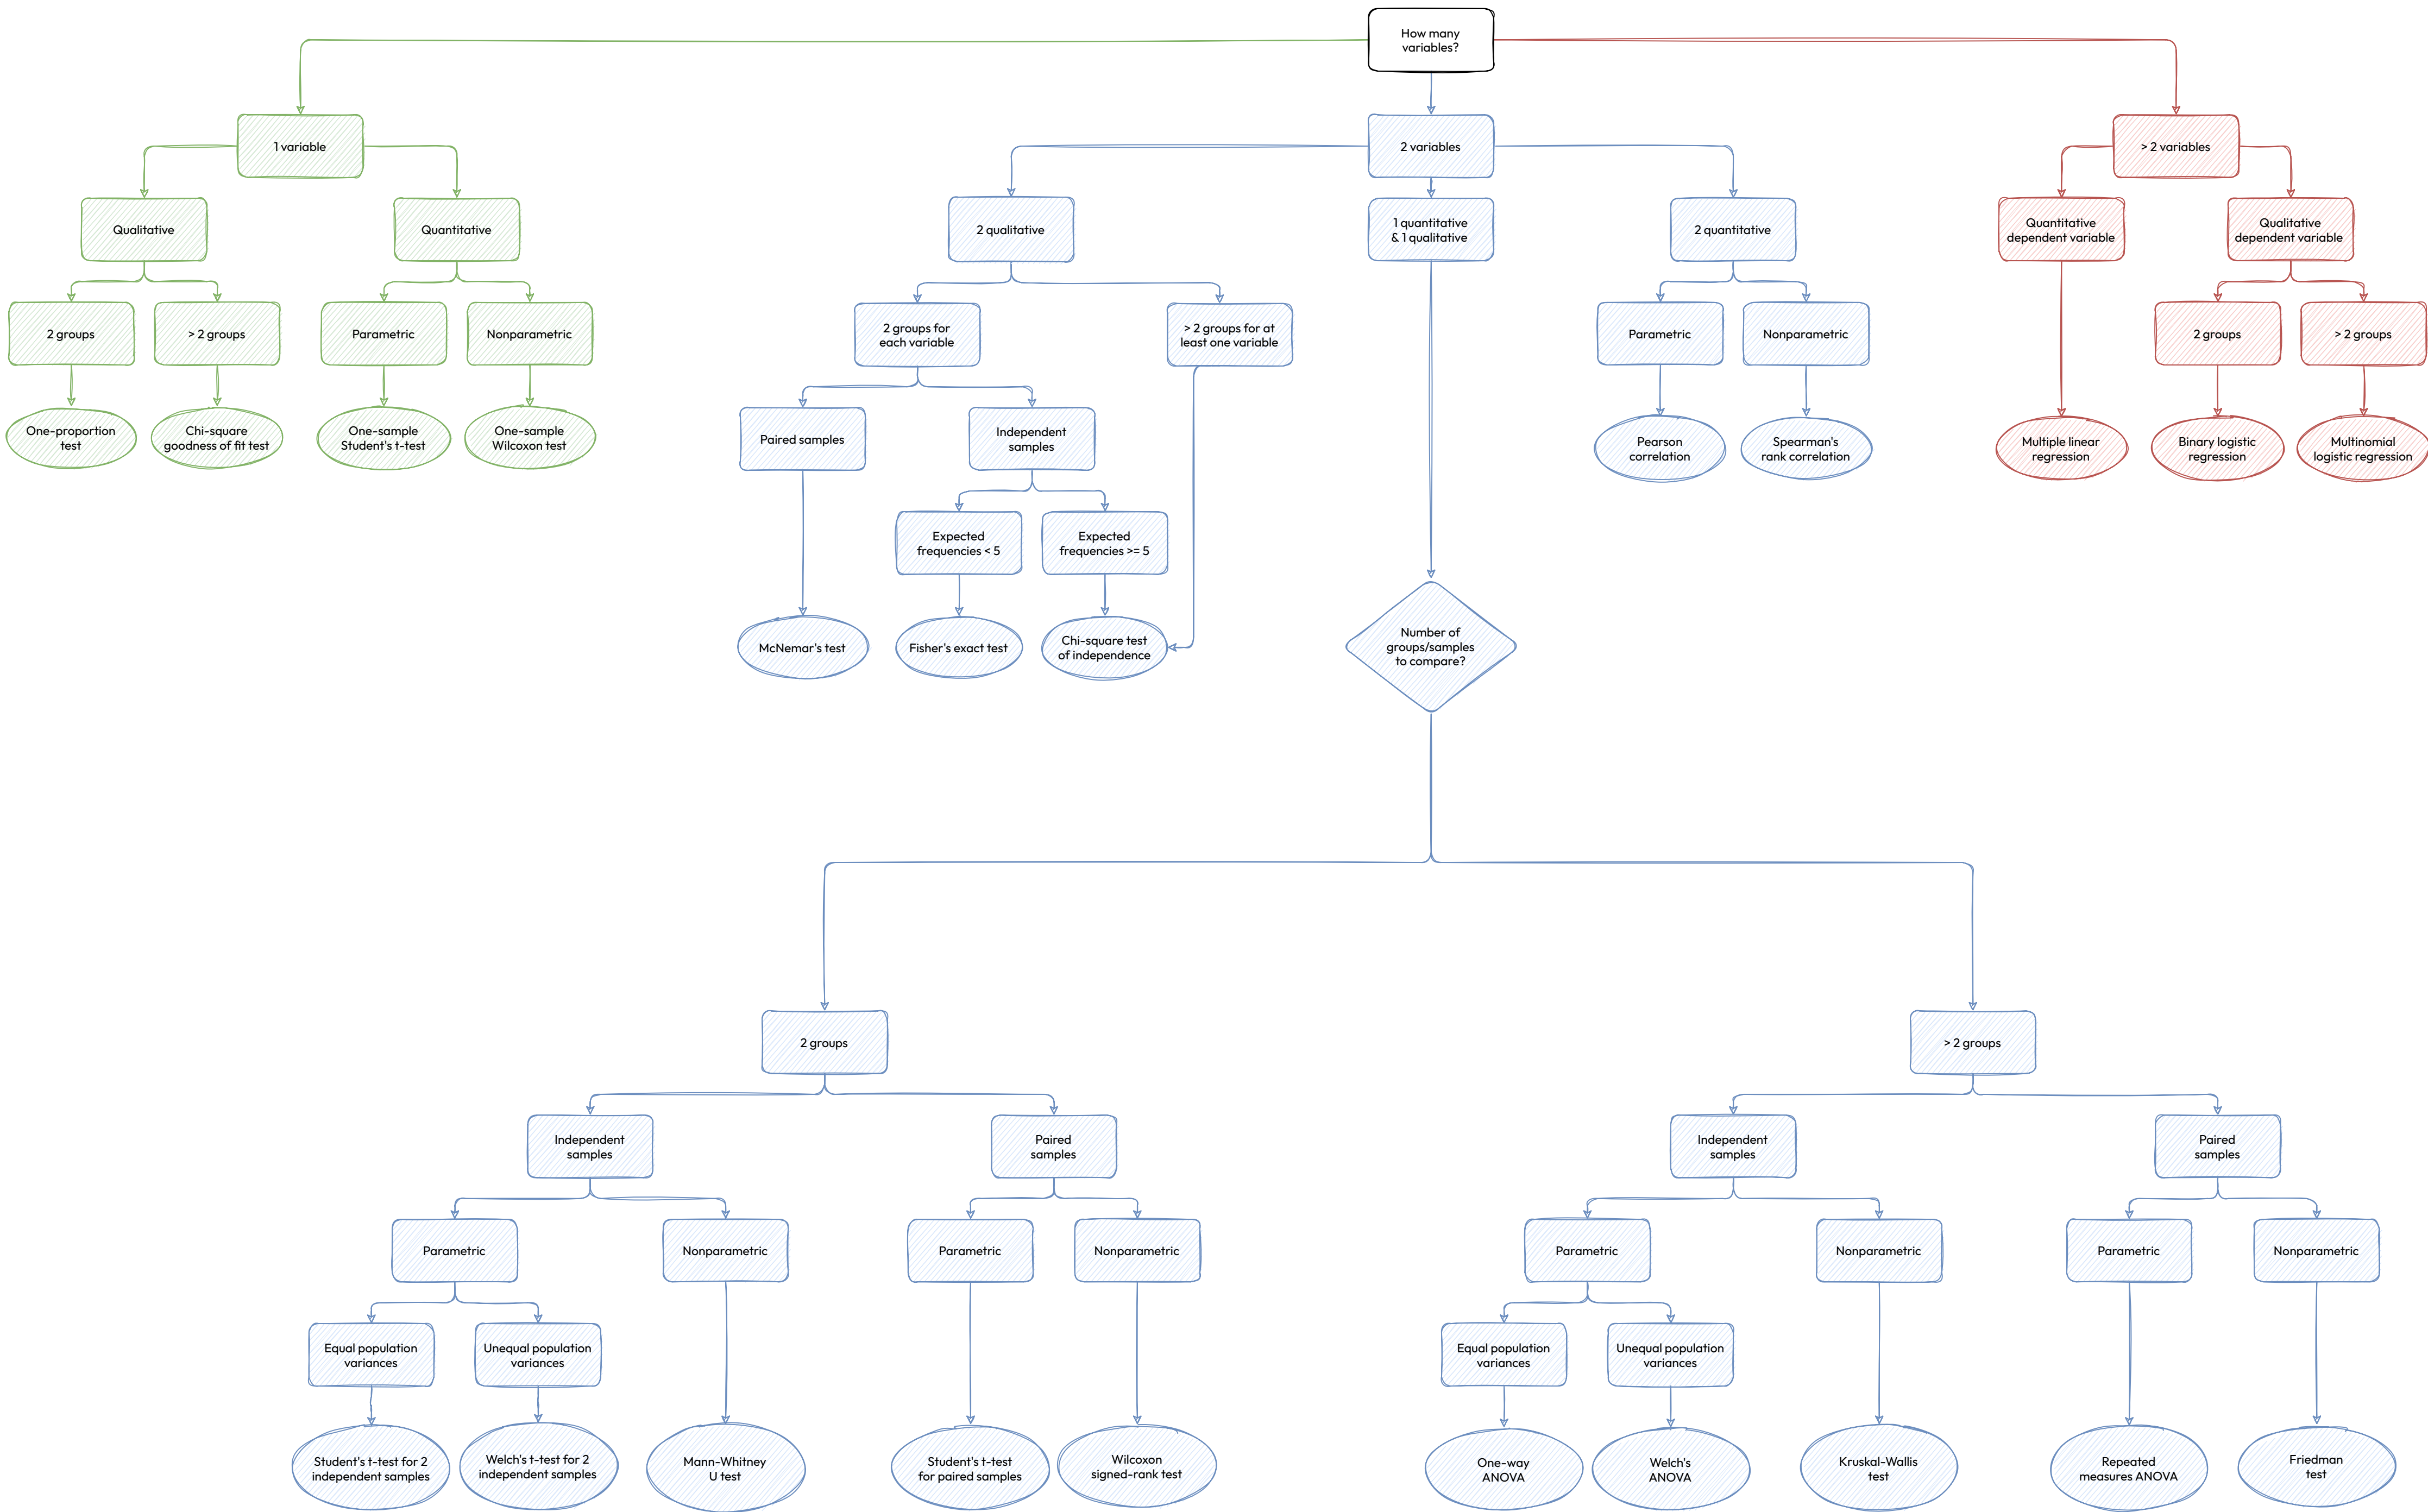 How many
variables?
1 variable
2 variables
> 2 variables
Qualitative
Quantitative
2 qualitative
1 quantitative
& 1 qualitative
2 quantitative
Quantitative
dependent variable
Qualitative
dependent variable
2 groups
> 2 groups
Parametric
Nonparametric
2 groups for
each variable
> 2 groups for at
least one variable
Parametric
Nonparametric
2 groups
> 2 groups
One-proportion
test
Chi-square
goodness of fit test
One-sample
Student's t-test
One-sample
Wilcoxon test
Paired samples
Independent
samples
Pearson
correlation
Spearman's
rank correlation
Multiple linear
regression
Binary logistic
regression
Multinomial
logistic regression
Expected
frequencies < 5
Expected
frequencies >= 5
McNemar's test
Fisher's exact test
Chi-square test
of independence
Number of
groups/samples
to compare?
2 groups
> 2 groups
Independent
samples
Paired
samples
Independent
samples
Paired
samples
Parametric
Nonparametric
Parametric
Nonparametric
Parametric
Nonparametric
Parametric
Nonparametric
Equal population
variances
Unequal population
variances
Equal population
variances
Unequal population
variances
Student's t-test for 2
independent samples
Welch's t-test for 2
independent samples
Mann-Whitney
U test
Student's t-test
for paired samples
Wilcoxon
signed-rank test
One-way
ANOVA
Welch's
ANOVA
Kruskal-Wallis
test
Repeated
measures ANOVA
Friedman
test